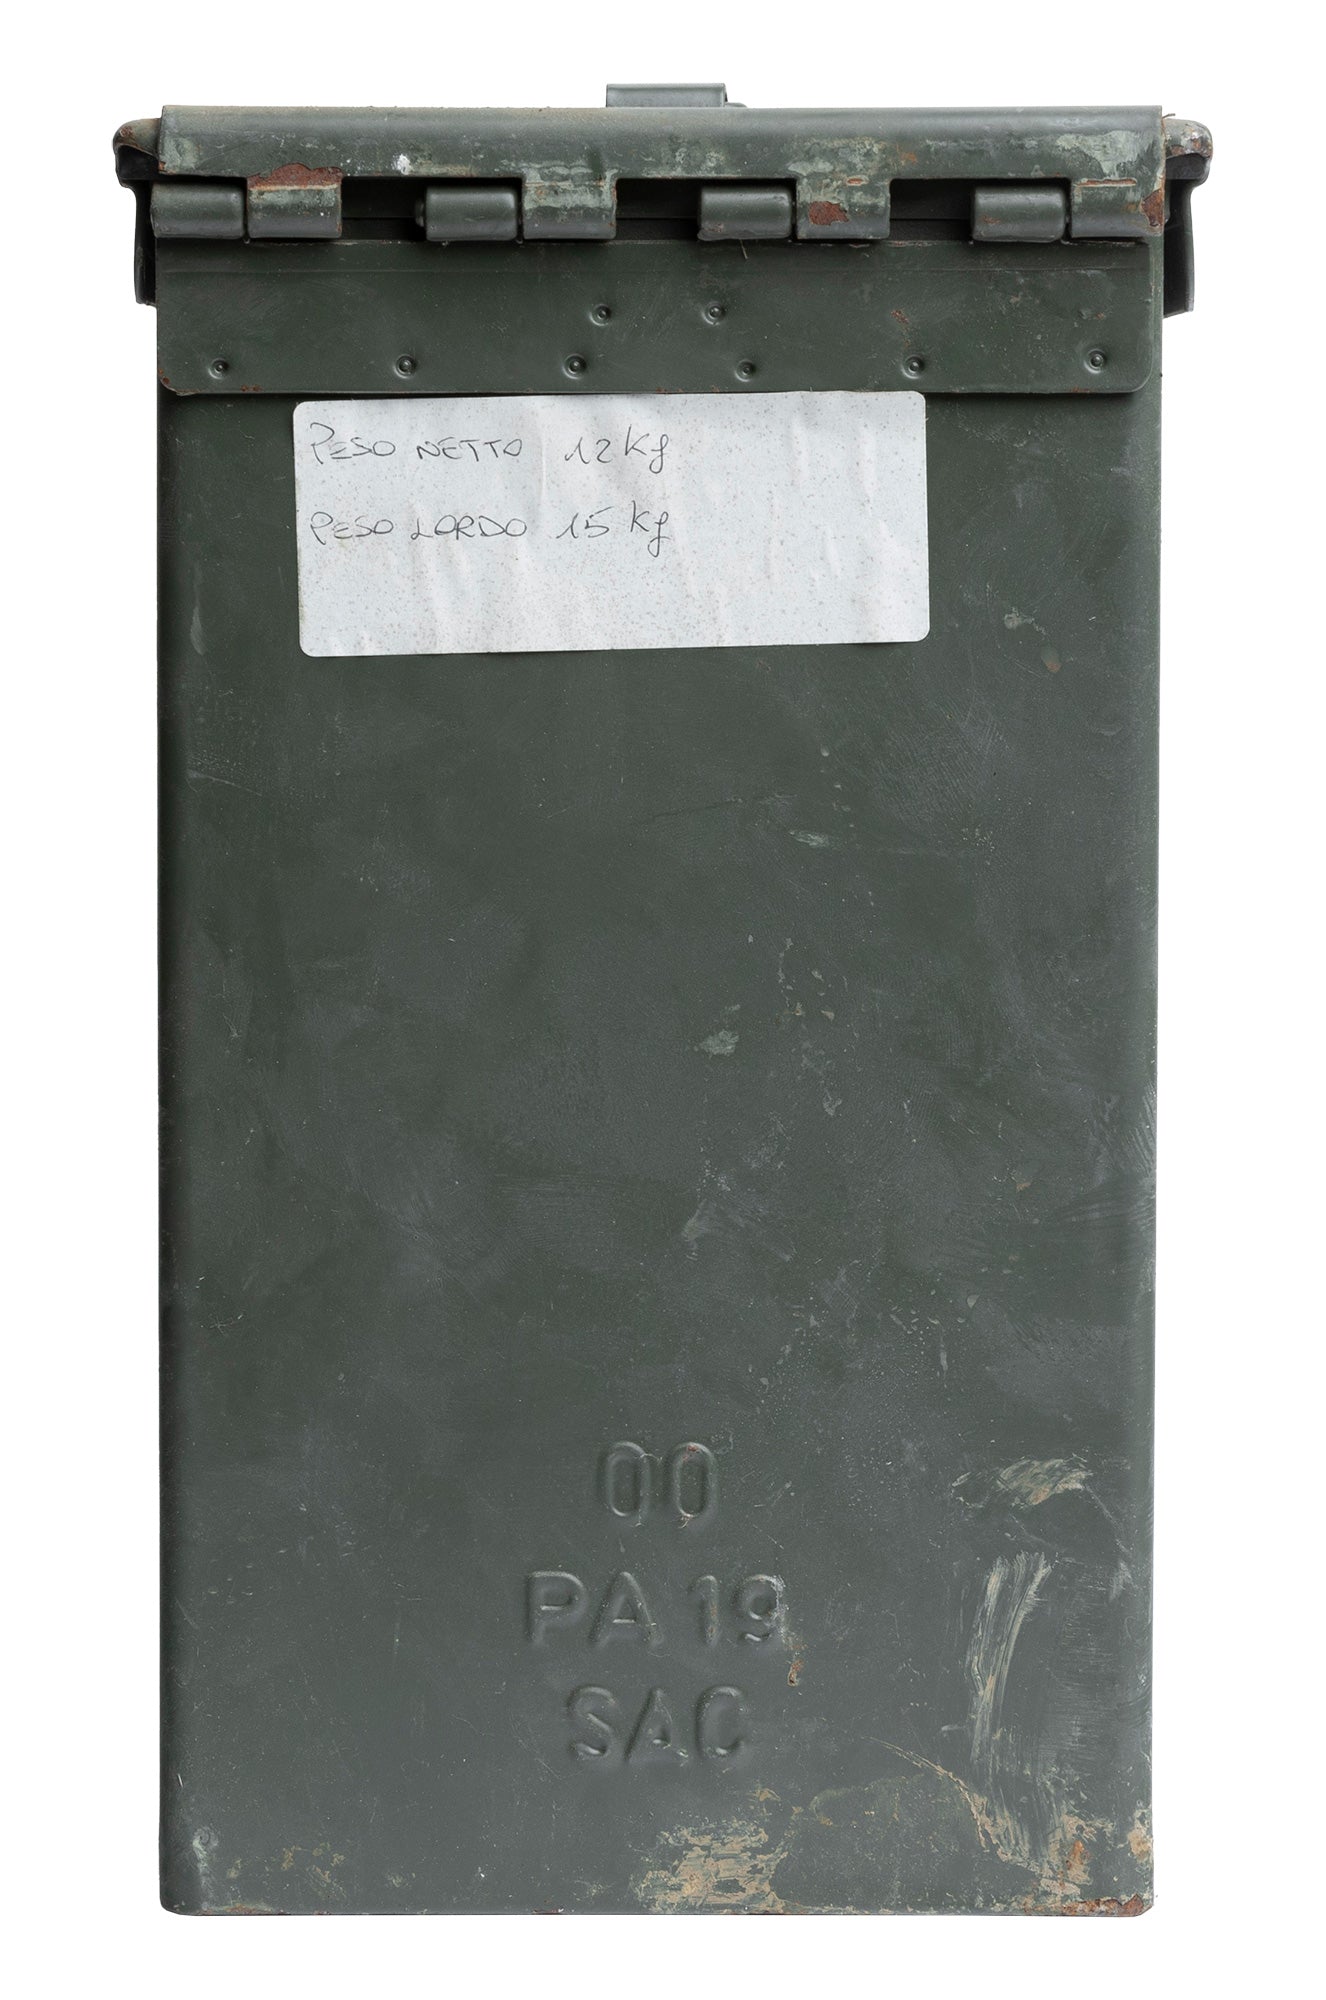 PESO NETTO 12 Kg
PESO LORDO 15 Kg
00
PA 19
SAC